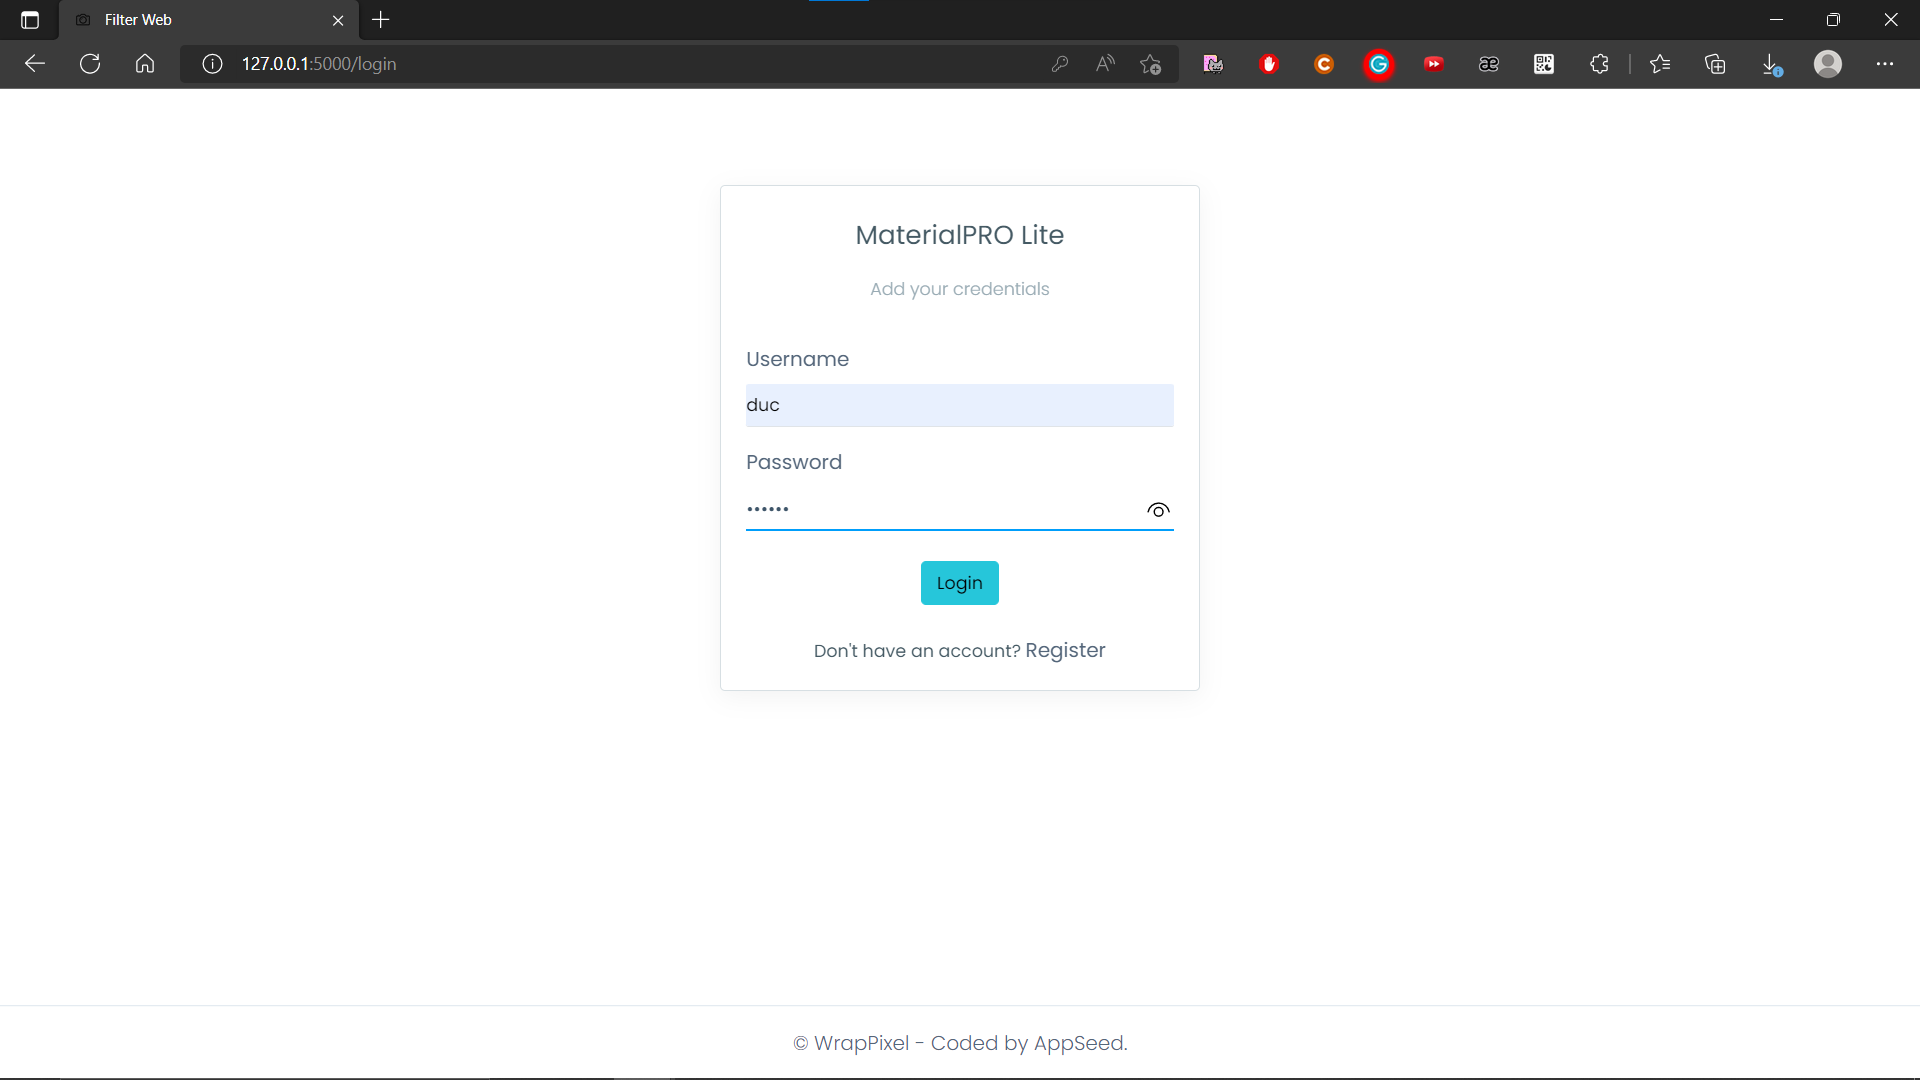 Filter Web
127.0.0.1:5000/login
MaterialPRO Lite
Add your credentials
Username
duc
Password
••••••
Login
Don't have an account? Register
© WrapPixel - Coded by AppSeed.